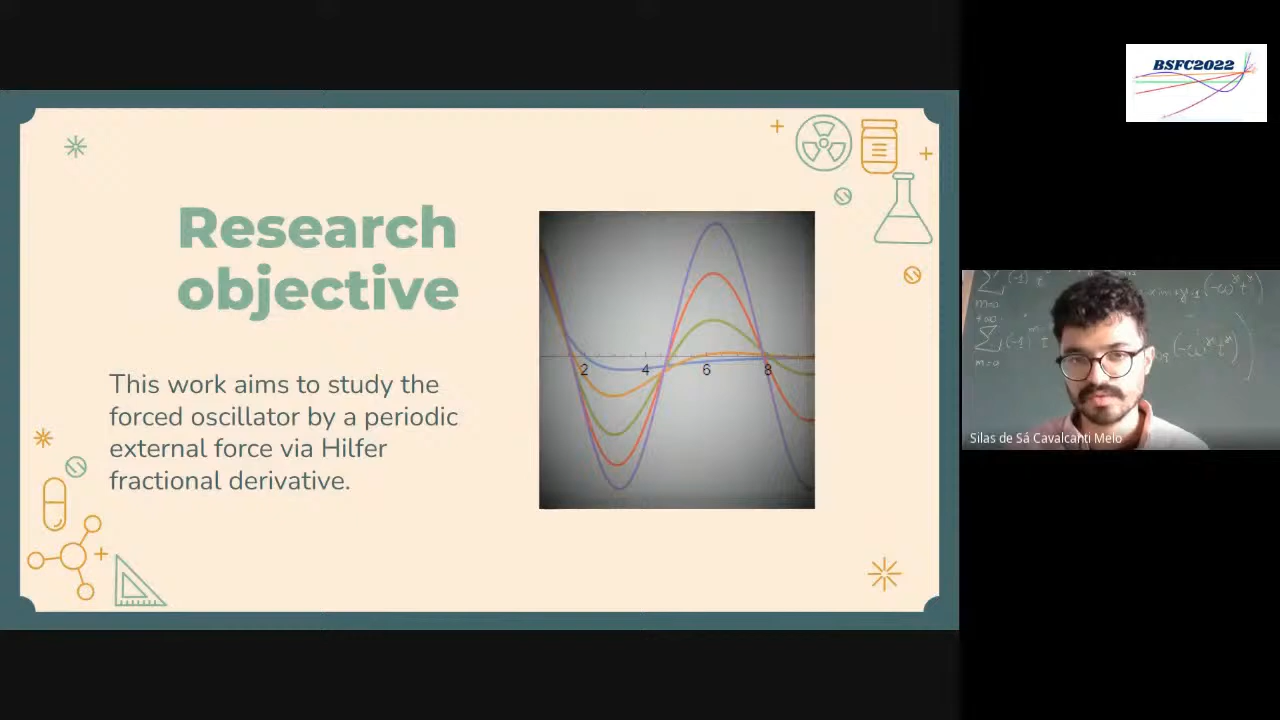 BSFC2022
Research
objective
This work aims to study the
forced oscillator by a periodic
external force via Hilfer
fractional derivative.
2 4 6 8
Silas de Sá Cavalcanti Melo